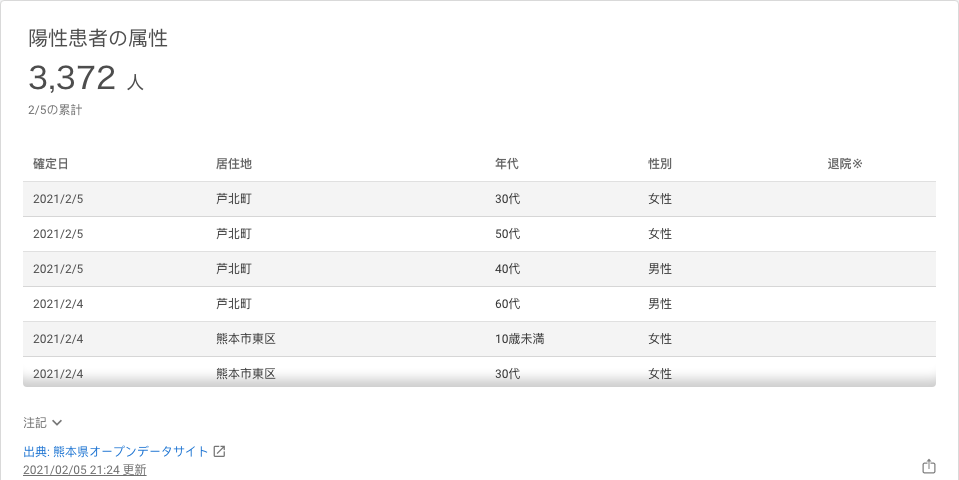 陽性患者の属性
3,372 人
2/5の累計
確定日 居住地 年代 性別 退院※
2021/2/5 芦北町 30代 女性
2021/2/5 芦北町 50代 女性
2021/2/5 芦北町 40代 男性
2021/2/4 芦北町 60代 男性
2021/2/4 熊本市東区 10歳未満 女性
2021/2/4 熊本市東区 30代 女性
注記
出典: 熊本県オープンデータサイト
2021/02/05 21:24 更新